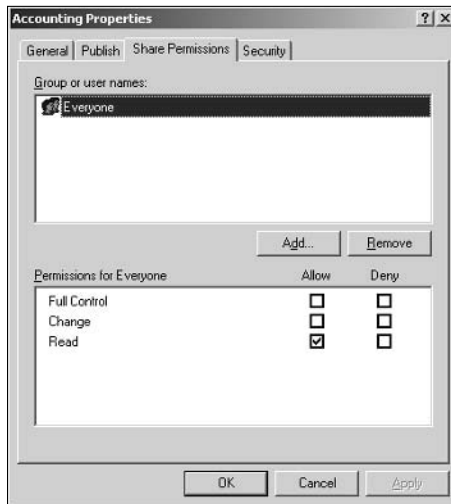 Accounting Properties
General Publish Share Permissions Security
Group or user names:
Everyone
Add... Remove
Permissions for Everyone Allow Deny
Full Control
Change
Read
OK Cancel Apply